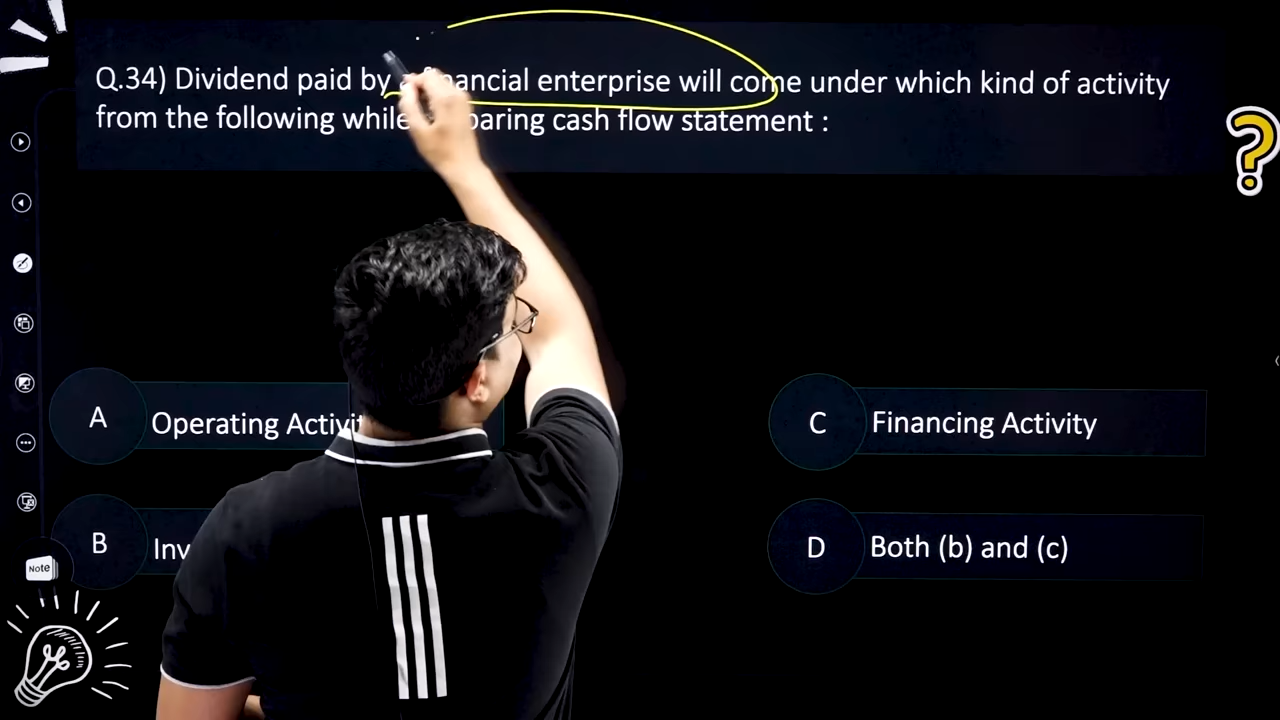 Q.34) Dividend paid by a financial enterprise will come under which kind of activity
from the following while paring cash flow statement :
A Operating Activit
C Financing Activity
B Inv
D Both (b) and (c)
Note